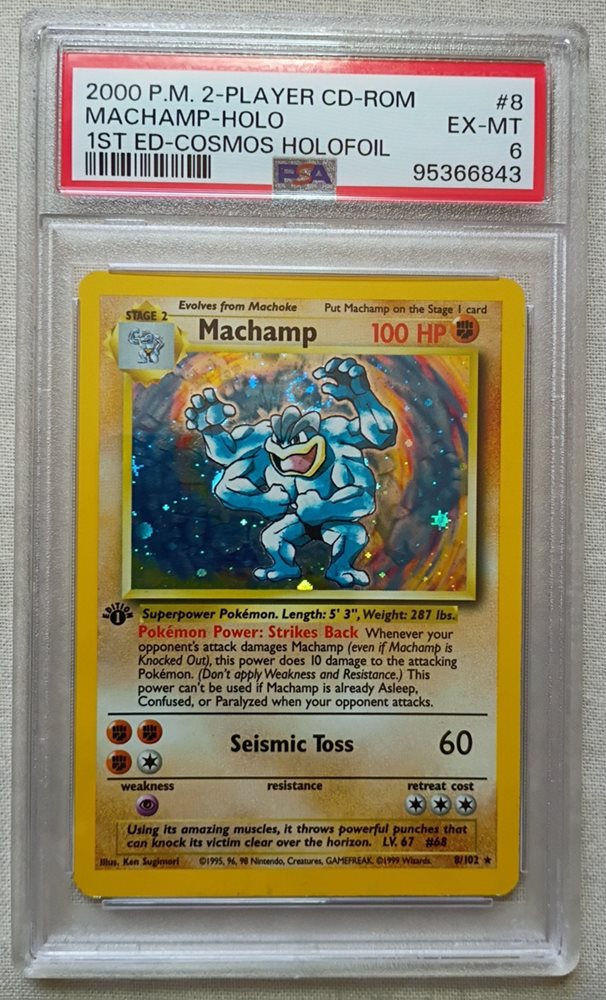 2000 P.M. 2-PLAYER CD-ROM #8
MACHAMP-HOLO EX-MT
1ST ED-COSMOS HOLOFOIL 6
PSA 95366843
Evolves from Machoke Put Machamp on the Stage 1 card
STAGE 2
Machamp 100 HP
EDITION 1
Superpower Pokémon. Length: 5' 3", Weight: 287 lbs.
Pokémon Power: Strikes Back Whenever your
opponent's attack damages Machamp (even if Machamp is
Knocked Out), this power does 10 damage to the attacking
Pokémon. (Don't apply Weakness and Resistance.) This
power can't be used if Machamp is already Asleep,
Confused, or Paralyzed when your opponent attacks.
Seismic Toss 60
weakness resistance retreat cost
Using its amazing muscles, it throws powerful punches that
can knock its victim clear over the horizon. LV. 67 #68
Illus. Ken Sugimori ©1995, 96, 98 Nintendo, Creatures, GAMEFREAK. ©1999 Wizards. 8/102 ★